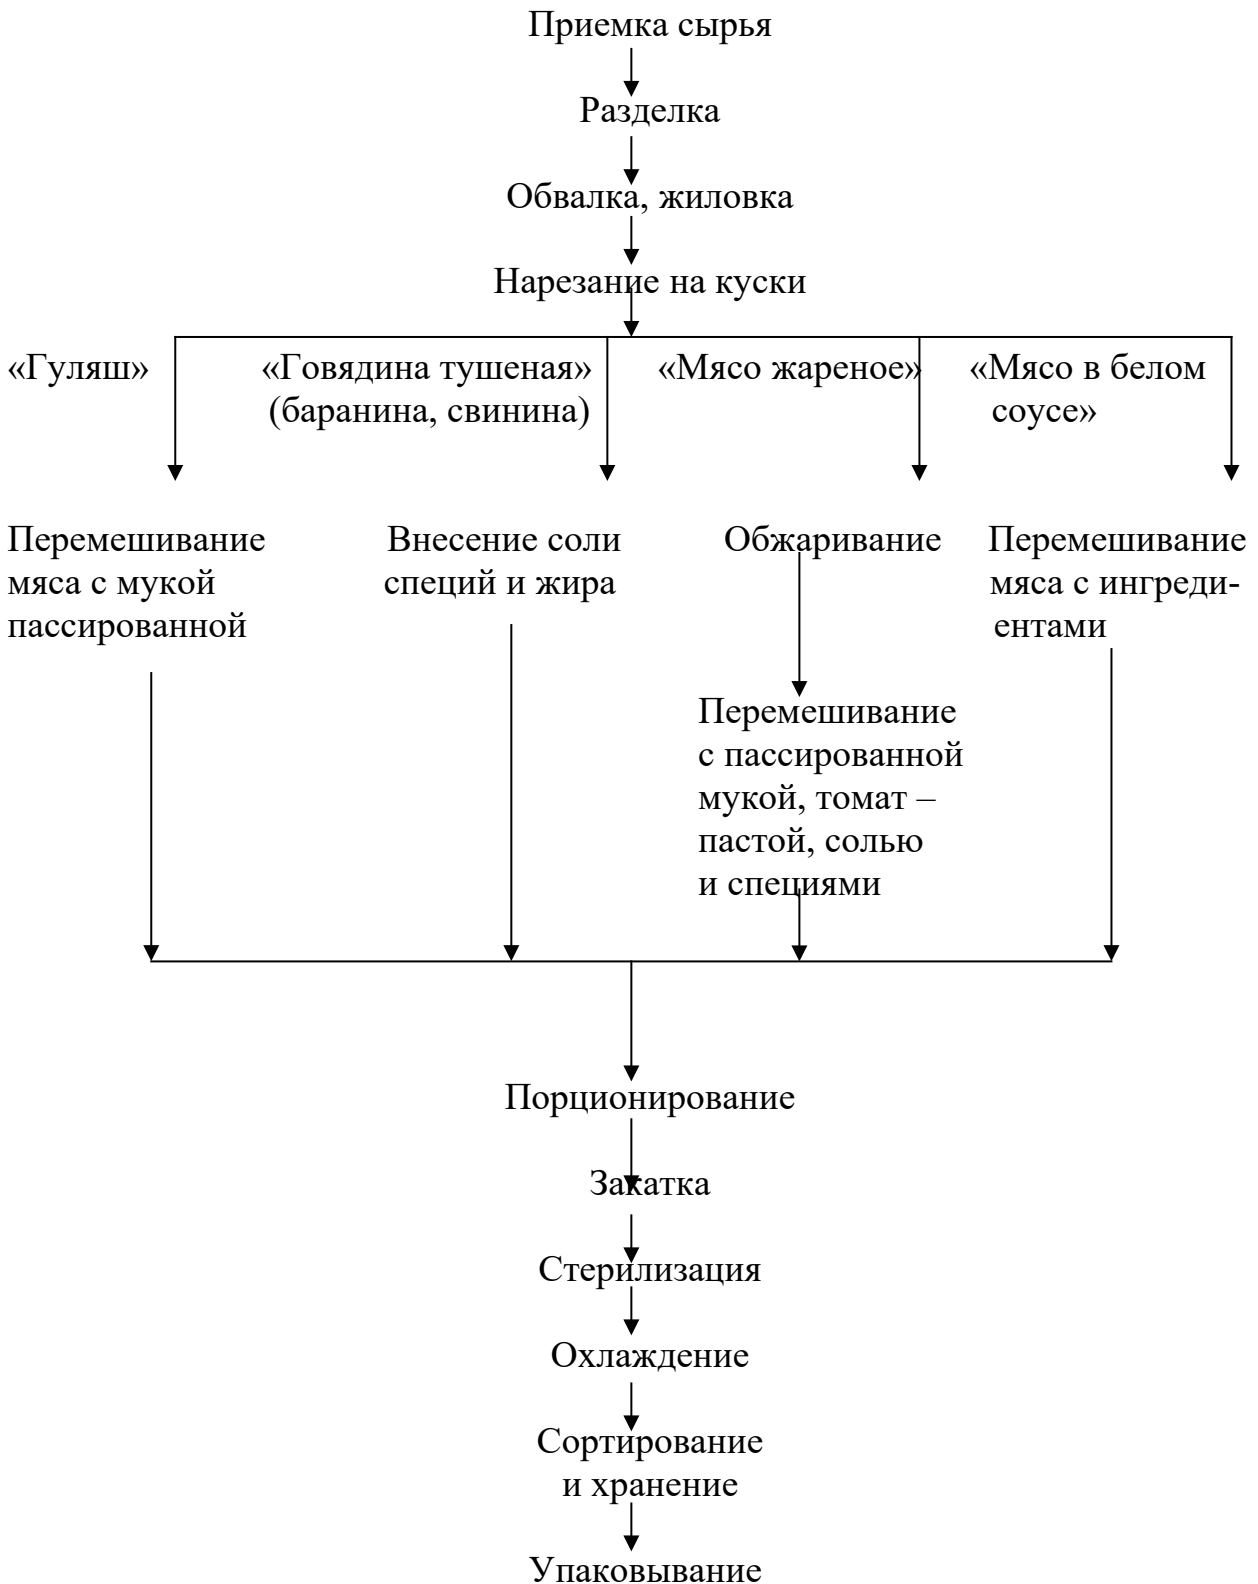 Приемка сырья
Разделка
Обвалка, жиловка
Нарезание на куски
«Гуляш»
«Говядина тушеная»
(баранина, свинина)
«Мясо жареное»
«Мясо в белом
соусе»
Перемешивание
мяса с мукой
пассированной
Внесение соли
специй и жира
Обжаривание
Перемешивание
с пассированной
мукой, томат –
пастой, солью
и специями
Перемешивание
мяса с ингреди-
ентами
Порционирование
Закатка
Стерилизация
Охлаждение
Сортирование
и хранение
Упаковывание